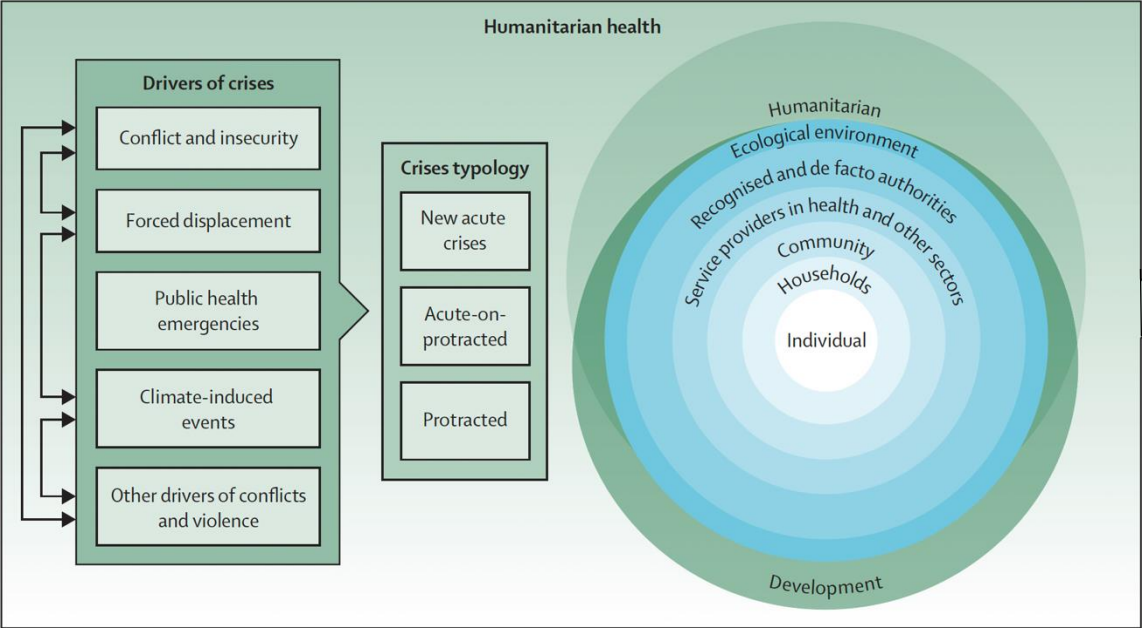 Humanitarian health
Drivers of crises
Conflict and insecurity
Forced displacement
Public health
emergencies
Climate-induced
events
Other drivers of conflicts
and violence
Crises typology
New acute
crises
Acute-on-
protracted
Protracted
Humanitarian
Ecological environment
Recognised and de facto authorities
Service providers in health and other sectors
Community
Households
Individual
Development